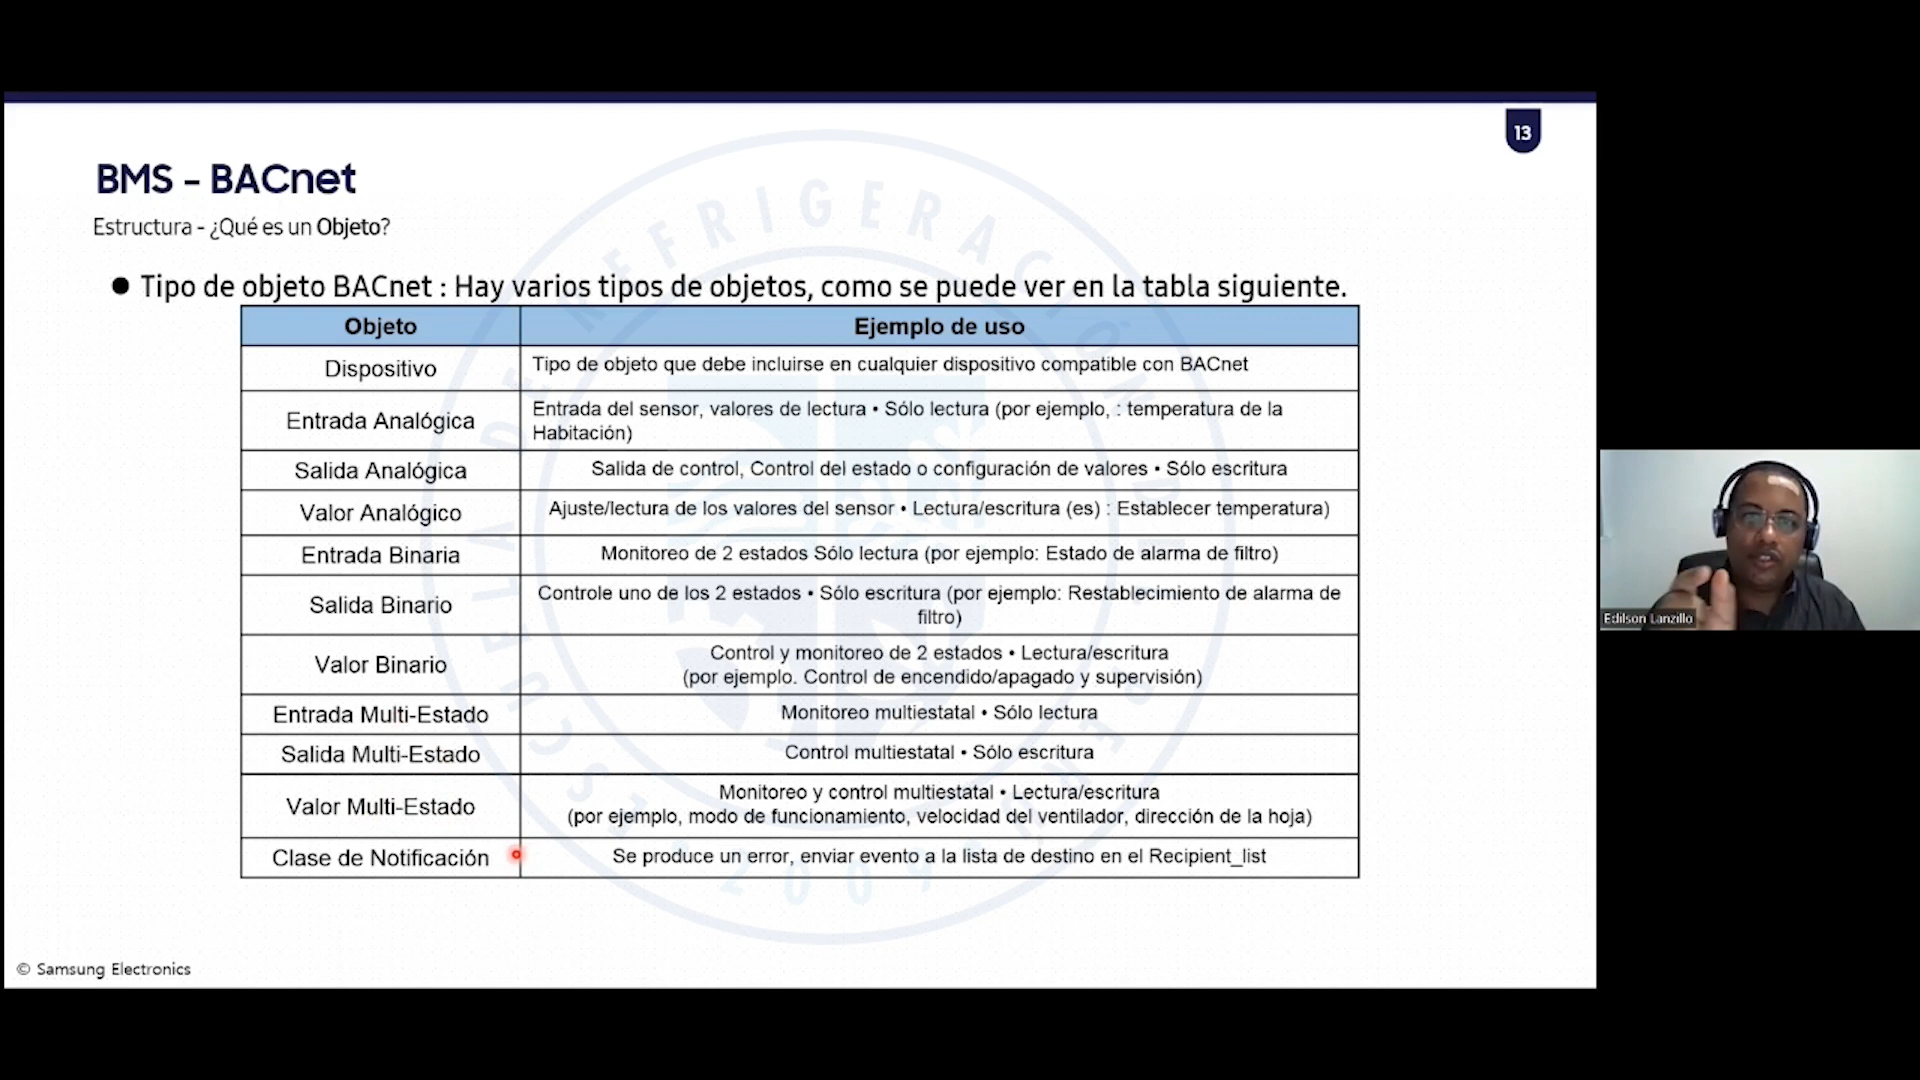 13
BMS - BACnet
Estructura - ¿Qué es un Objeto?
● Tipo de objeto BACnet : Hay varios tipos de objetos, como se puede ver en la tabla siguiente.
Objeto
Ejemplo de uso
Dispositivo
Tipo de objeto que debe incluirse en cualquier dispositivo compatible con BACnet
Entrada Analógica
Entrada del sensor, valores de lectura • Sólo lectura (por ejemplo, : temperatura de la
Habitación)
Salida Analógica
Salida de control, Control del estado o configuración de valores • Sólo escritura
Valor Analógico
Ajuste/lectura de los valores del sensor • Lectura/escritura (es) : Establecer temperatura)
Entrada Binaria
Monitoreo de 2 estados Sólo lectura (por ejemplo: Estado de alarma de filtro)
Salida Binario
Controle uno de los 2 estados • Sólo escritura (por ejemplo: Restablecimiento de alarma de
filtro)
Valor Binario
Control y monitoreo de 2 estados • Lectura/escritura
(por ejemplo. Control de encendido/apagado y supervisión)
Entrada Multi-Estado
Monitoreo multiestatal • Sólo lectura
Salida Multi-Estado
Control multiestatal • Sólo escritura
Valor Multi-Estado
Monitoreo y control multiestatal • Lectura/escritura
(por ejemplo, modo de funcionamiento, velocidad del ventilador, dirección de la hoja)
Clase de Notificación
Se produce un error, enviar evento a la lista de destino en el Recipient_list
© Samsung Electronics
Edilson Lanzillo